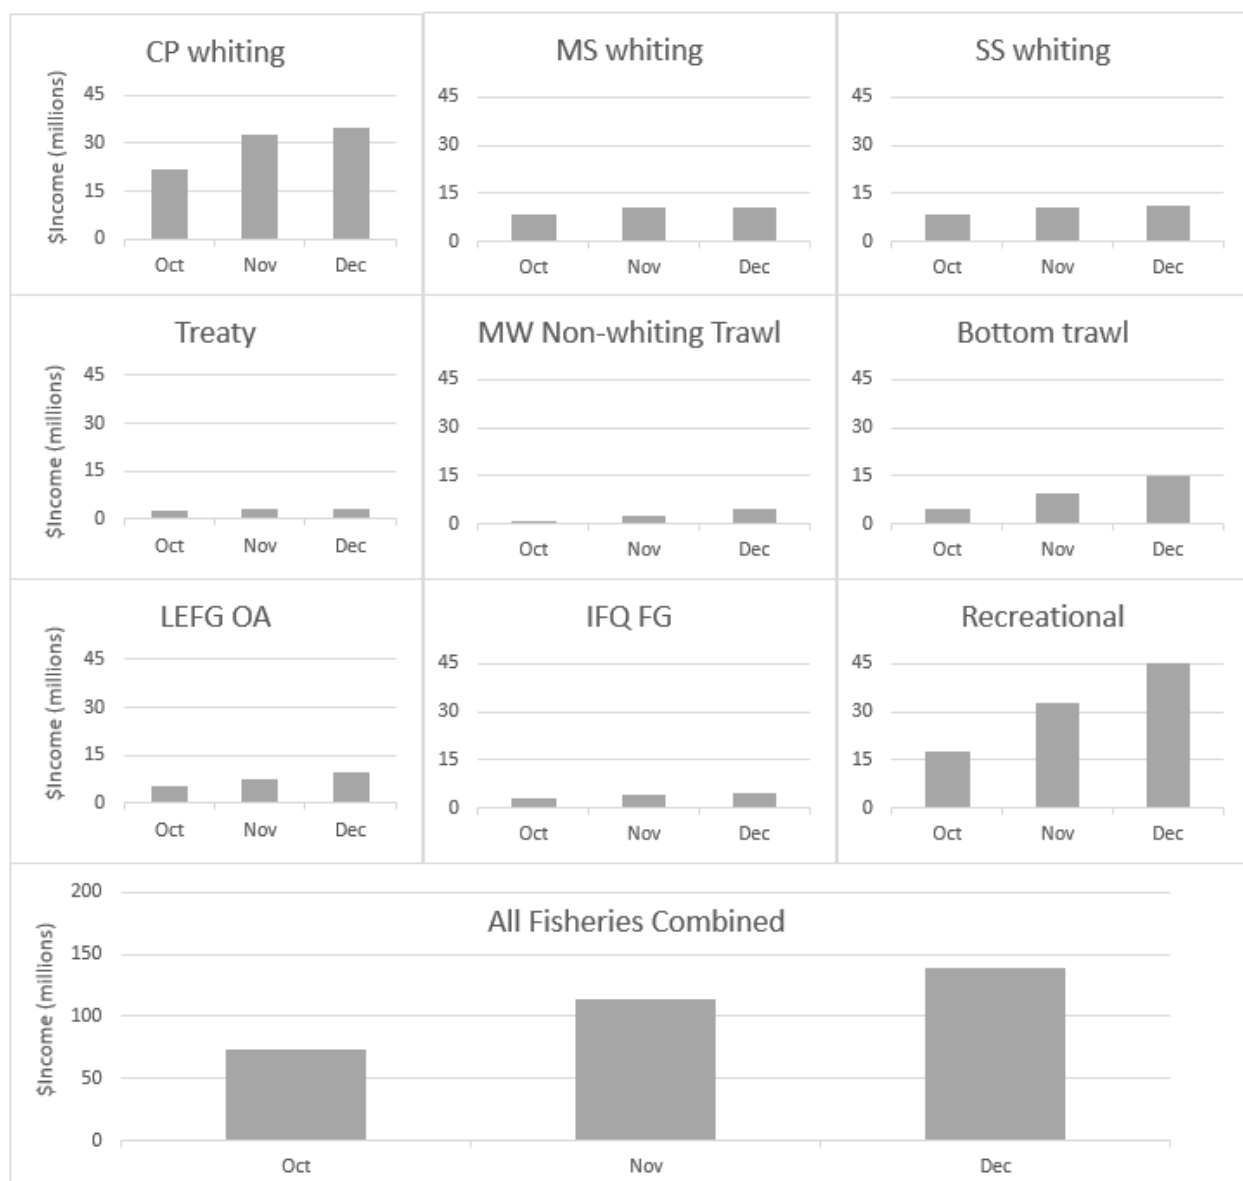 CP whiting
$Income (millions)
45
30
15
0
Oct Nov Dec
MS whiting
45
30
15
0
Oct Nov Dec
SS whiting
45
30
15
0
Oct Nov Dec
Treaty
$Income (millions)
45
30
15
0
Oct Nov Dec
MW Non-whiting Trawl
45
30
15
0
Oct Nov Dec
Bottom trawl
45
30
15
0
Oct Nov Dec
LEFG OA
$Income (millions)
45
30
15
0
Oct Nov Dec
IFQ FG
45
30
15
0
Oct Nov Dec
Recreational
45
30
15
0
Oct Nov Dec
All Fisheries Combined
$Income (millions)
200
150
100
50
0
Oct Nov Dec